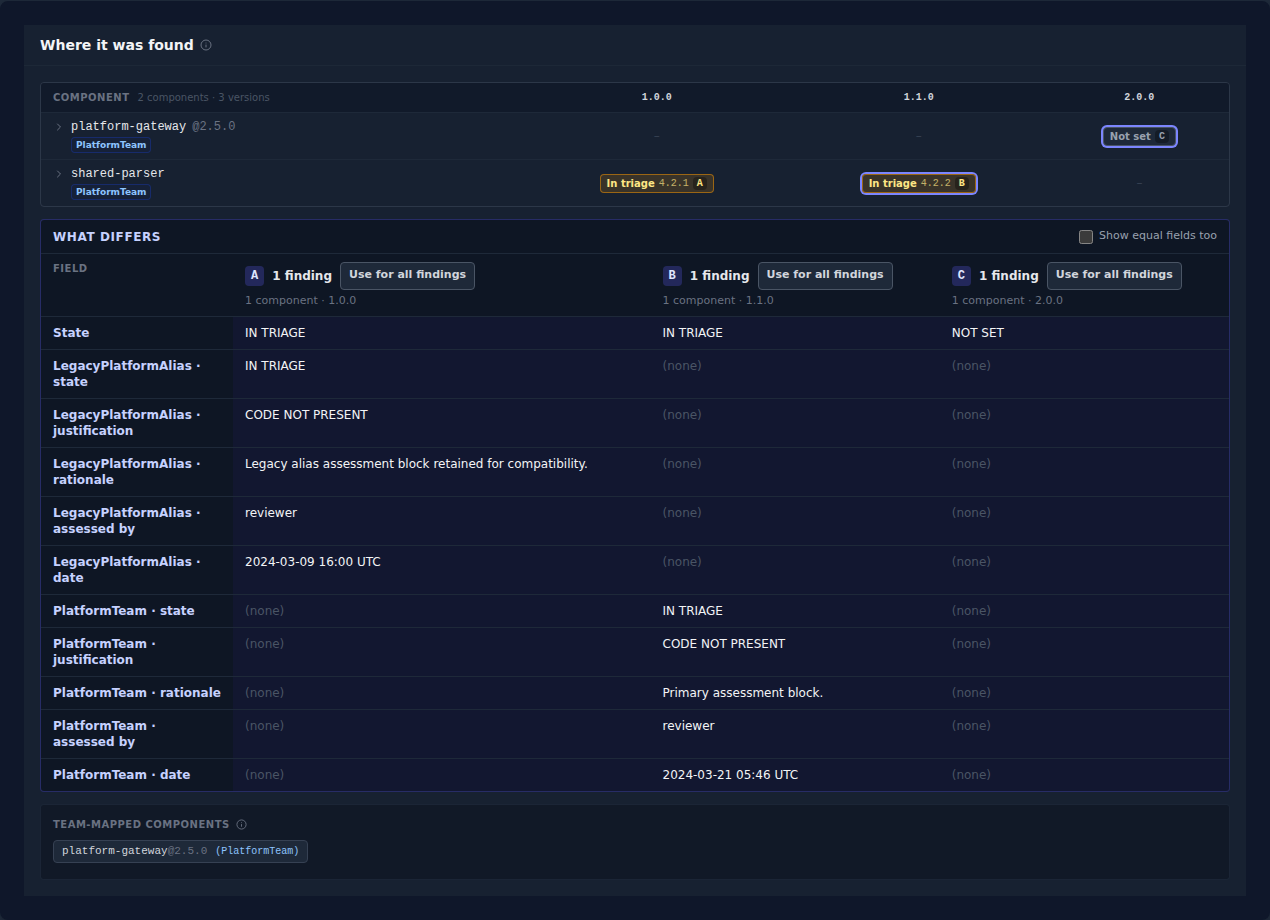 Where it was found
COMPONENT 2 components · 3 versions 1.0.0 1.1.0 2.0.0
platform-gateway @2.5.0
PlatformTeam
– – Not set C
shared-parser
PlatformTeam
In triage 4.2.1 A In triage 4.2.2 B –
WHAT DIFFERS
Show equal fields too
FIELD
A 1 finding Use for all findings
1 component · 1.0.0
B 1 finding Use for all findings
1 component · 1.1.0
C 1 finding Use for all findings
1 component · 2.0.0
State IN TRIAGE IN TRIAGE NOT SET
LegacyPlatformAlias ·
state
IN TRIAGE (none) (none)
LegacyPlatformAlias ·
justification
CODE NOT PRESENT (none) (none)
LegacyPlatformAlias ·
rationale
Legacy alias assessment block retained for compatibility. (none) (none)
LegacyPlatformAlias ·
assessed by
reviewer (none) (none)
LegacyPlatformAlias ·
date
2024-03-09 16:00 UTC (none) (none)
PlatformTeam · state (none) IN TRIAGE (none)
PlatformTeam ·
justification
(none) CODE NOT PRESENT (none)
PlatformTeam · rationale (none) Primary assessment block. (none)
PlatformTeam ·
assessed by
(none) reviewer (none)
PlatformTeam · date (none) 2024-03-21 05:46 UTC (none)
TEAM-MAPPED COMPONENTS
platform-gateway@2.5.0 (PlatformTeam)